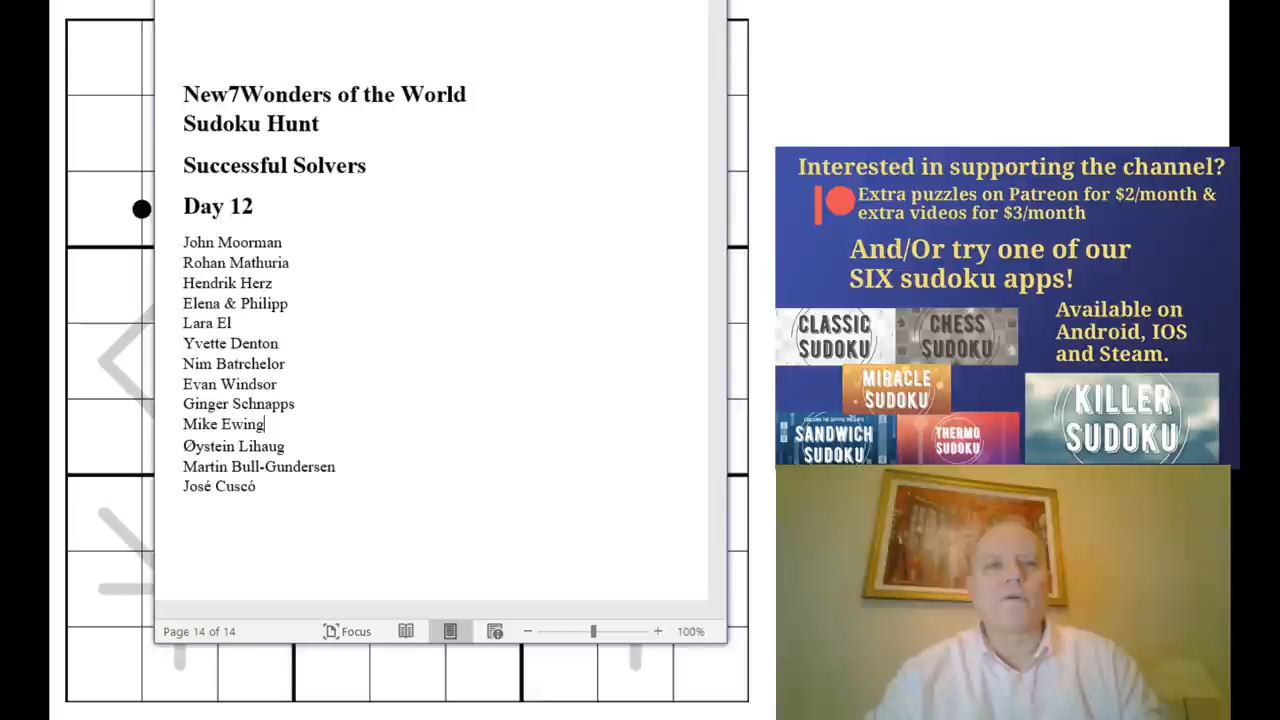 New7Wonders of the World
Sudoku Hunt
Successful Solvers
Day 12
John Moorman
Rohan Mathuria
Hendrik Herz
Elena & Philipp
Lara El
Yvette Denton
Nim Batrchelor
Evan Windsor
Ginger Schnapps
Mike Ewing
Øystein Lihaug
Martin Bull-Gundersen
José Cuscó
Page 14 of 14
Focus
100%
Interested in supporting the channel?
Extra puzzles on Patreon for $2/month &
extra videos for $3/month
And/Or try one of our
SIX sudoku apps!
Available on
Android, IOS
and Steam.
CLASSIC
SUDOKU
CHESS
SUDOKU
MIRACLE
SUDOKU
SANDWICH
SUDOKU
THERMO
SUDOKU
KILLER
SUDOKU